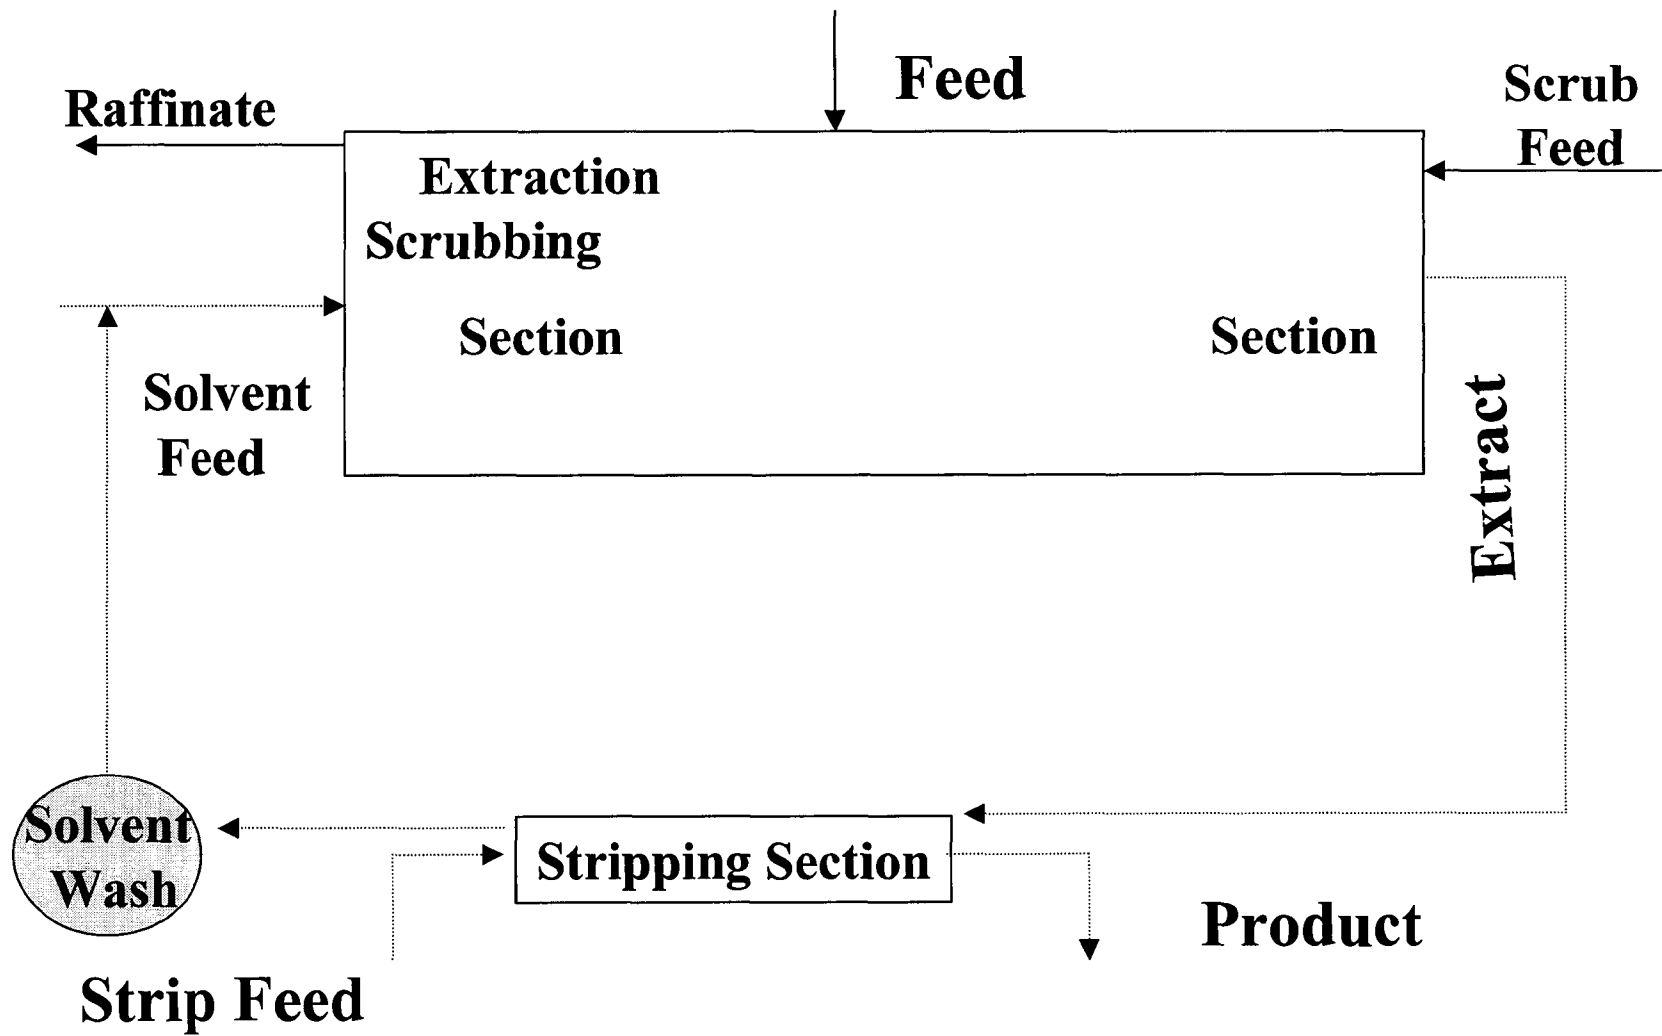 Feed
Scrub
Feed
Raffinate
Extraction
Scrubbing
Section
Section
Solvent
Feed
Extract
Solvent
Wash
Stripping Section
Product
Strip Feed